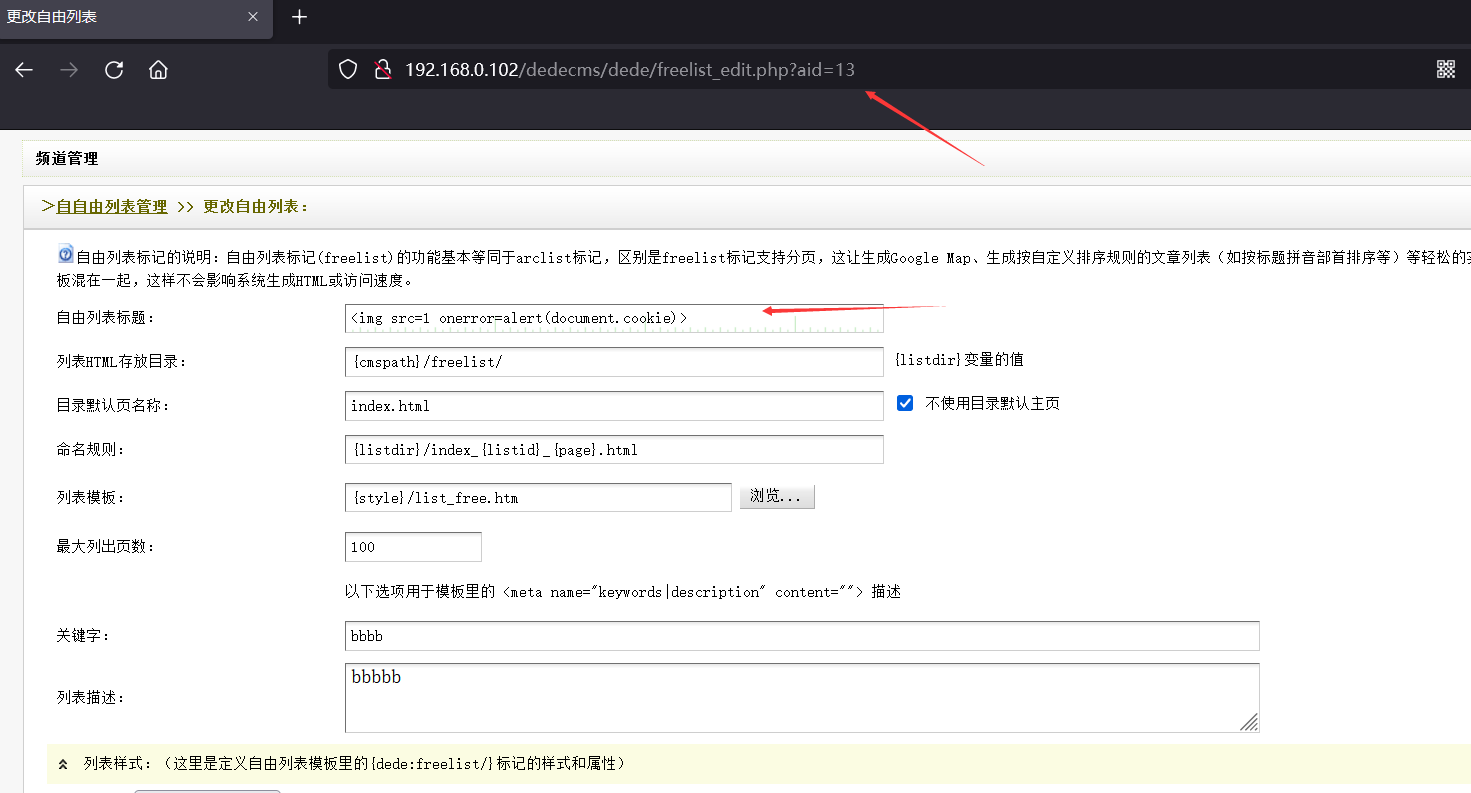 更改自由列表
192.168.0.102/dedecms/dede/freelist_edit.php?aid=13
频道管理
>自自由列表管理 >> 更改自由列表:
自由列表标记的说明:自由列表标记(freelist)的功能基本等同于arclist标记,区别是freelist标记支持分页,这让生成Google Map、生成按自定义排序规则的文章列表(如按标题拼音部首排序等)等轻松的
板混在一起,这样不会影响系统生成HTML或访问速度。
自由列表标题: <img src=1 onerror=alert(document.cookie)>
列表HTML存放目录: {cmspath}/freelist/ {listdir}变量的值
目录默认页名称: index.html 不使用目录默认主页
命名规则: {listdir}/index_{listid}_{page}.html
列表模板: {style}/list_free.htm 浏览...
最大列出页数: 100
以下选项用于模板里的 <meta name="keywords|description" content=""> 描述
关键字: bbbb
列表描述: bbbbb
列表样式:(这里是定义自由列表模板里的{dede:freelist/}标记的样式和属性)